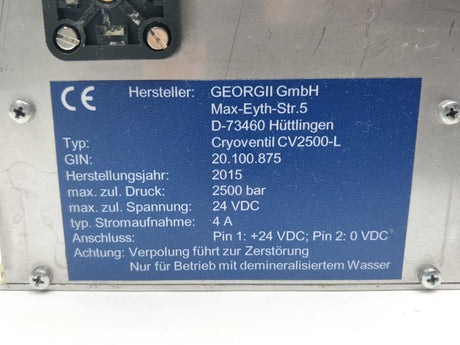 CE Hersteller: GEORGII GmbH
Max-Eyth-Str.5
D-73460 Hüttlingen
Typ: Cryoventil CV2500-L
GIN: 20.100.875
Herstellungsjahr: 2015
max. zul. Druck: 2500 bar
max. zul. Spannung: 24 VDC
typ. Stromaufnahme: 4 A
Anschluss: Pin 1: +24 VDC; Pin 2: 0 VDC
Achtung: Verpolung führt zur Zerstörung
Nur für Betrieb mit demineralisiertem Wasser